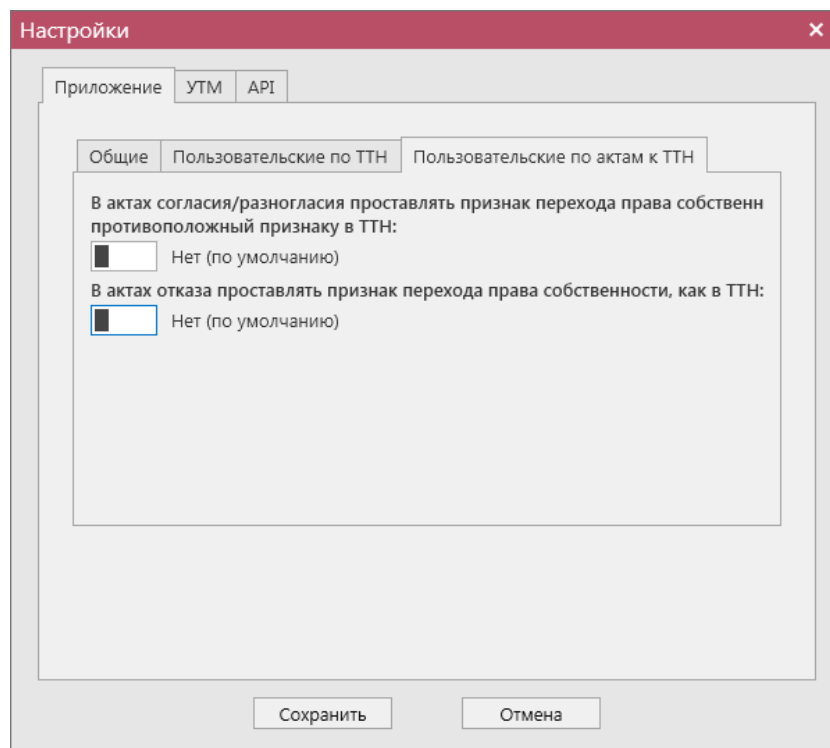 Настройки
Приложение УТМ API
Общие Пользовательские по ТТН Пользовательские по актам к ТТН
В актах согласия/разногласия проставлять признак перехода права собственн
противоположный признаку в ТТН:
Нет (по умолчанию)
В актах отказа проставлять признак перехода права собственности, как в ТТН:
Нет (по умолчанию)
Сохранить Отмена